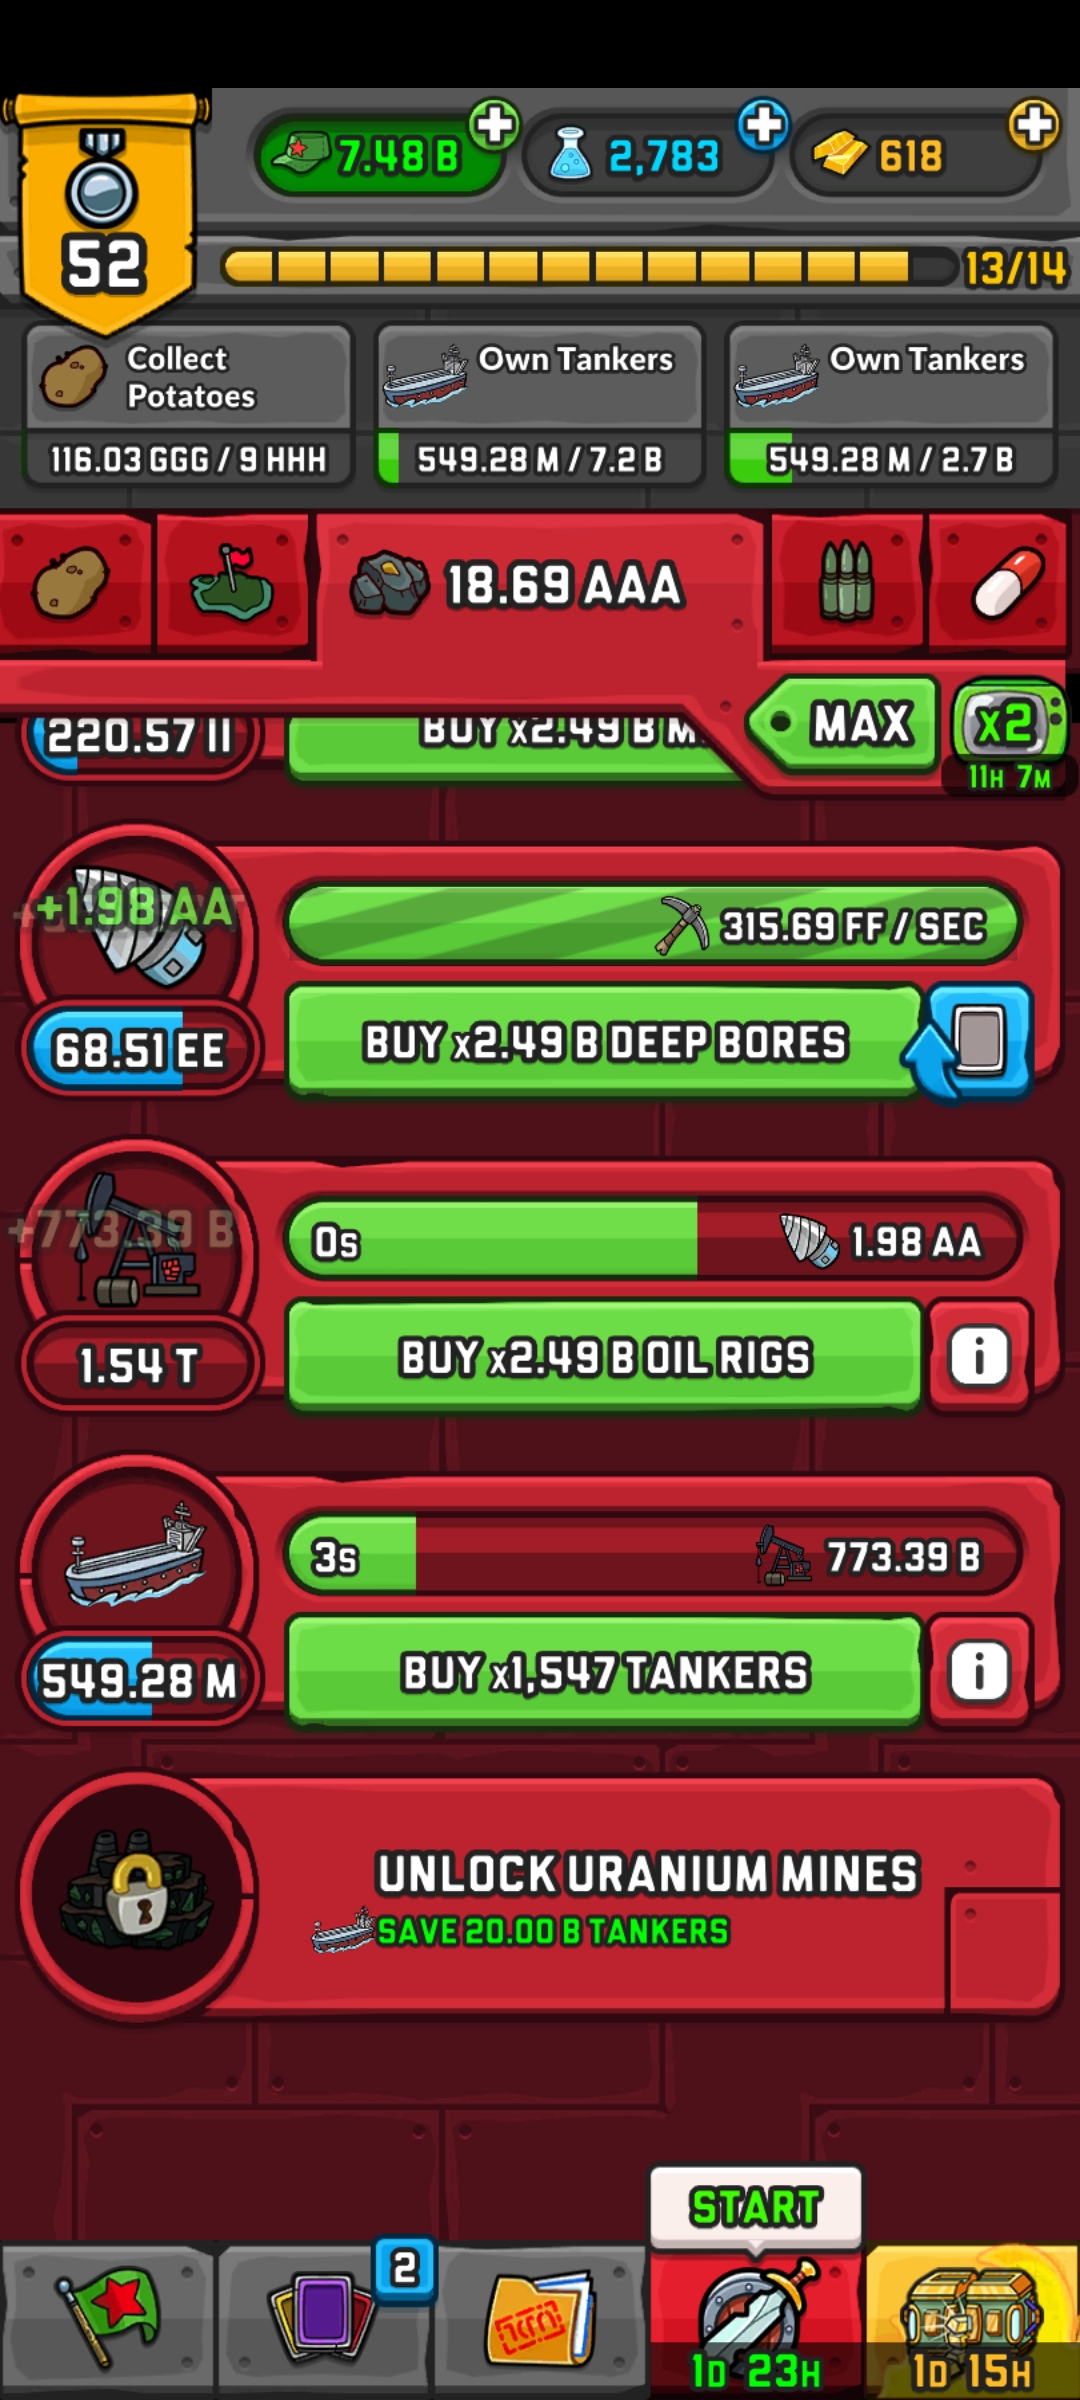 7.48 B
2,783
618
52
13/14
Collect
Potatoes
116.03 GGG / 9 HHH
Own Tankers
549.28 M / 7.2 B
Own Tankers
549.28 M / 2.7 B
18.69 AAA
MAX
x2
11H 7M
220.57 II
BUY x2.49 B M
+1.98 AA
315.69 FF / SEC
68.51 EE
BUY x2.49 B DEEP BORES
+773.39 B
0s
1.98 AA
1.54 T
BUY x2.49 B OIL RIGS
i
3s
773.39 B
549.28 M
BUY x1,547 TANKERS
i
UNLOCK URANIUM MINES
SAVE 20.00 B TANKERS
START
2
1D 23H
1D 15H